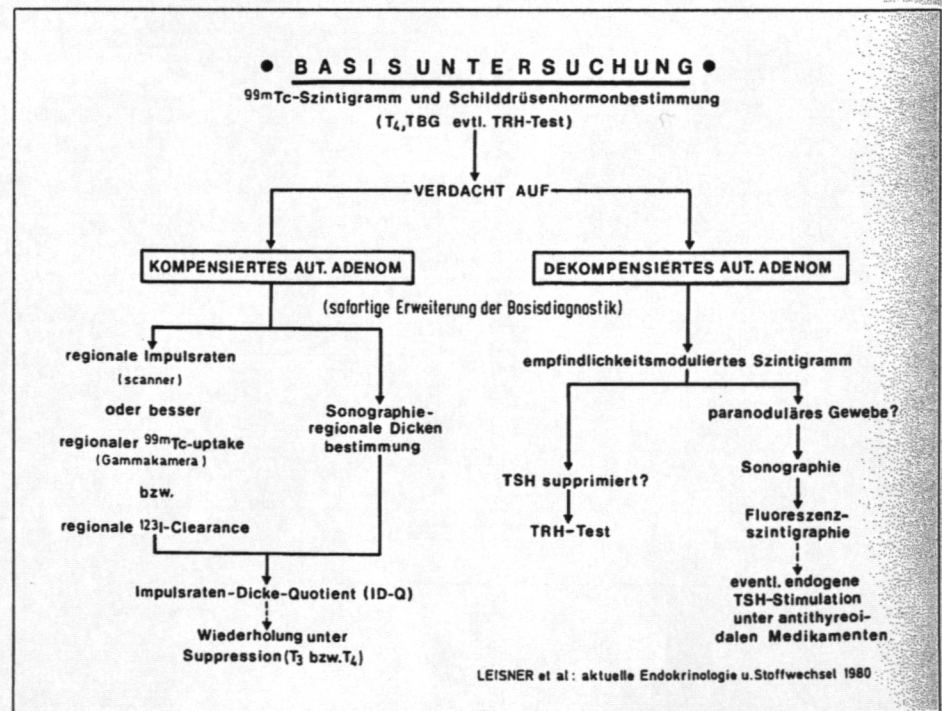 ● BASISUNTERSUCHUNG ●
99mTc-Szintigramm und Schilddrüsenhormonbestimmung
(T4,TBG evtl. TRH-Test)
VERDACHT AUF
KOMPENSIERTES AUT. ADENOM
DEKOMPENSIERTES AUT. ADENOM
(sofortige Erweiterung der Basisdiagnostik)
regionale Impulsraten
(scanner)
oder besser
regionaler 99mTc-uptake
(Gammakamera)
bzw.
regionale 123I-Clearance
Sonographie-
regionale Dicken
bestimmung
Impulsraten-Dicke-Quotient (ID-Q)
Wiederholung unter
Suppression(T3 bzw.T4)
empfindlichkeitsmoduliertes Szintigramm
TSH supprimiert?
TRH-Test
paranoduläres Gewebe?
Sonographie
Fluoreszenz-
szintigraphie
eventl. endogene
TSH-Stimulation
unter antithyreoi-
dalen Medikamenten
LEISNER et al: aktuelle Endokrinologie u.Stoffwechsel 1980